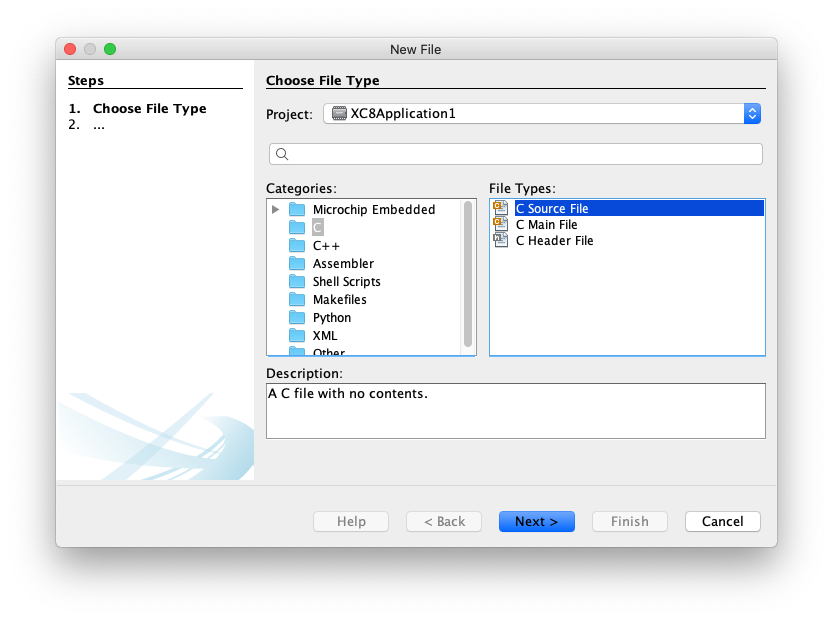 New File
Steps
1. Choose File Type
2. ...
Choose File Type
Project: XC8Application1
Categories:
Microchip Embedded
C
C++
Assembler
Shell Scripts
Makefiles
Python
XML
Other
File Types:
C Source File
C Main File
C Header File
Description:
A C file with no contents.
Help
< Back
Next >
Finish
Cancel